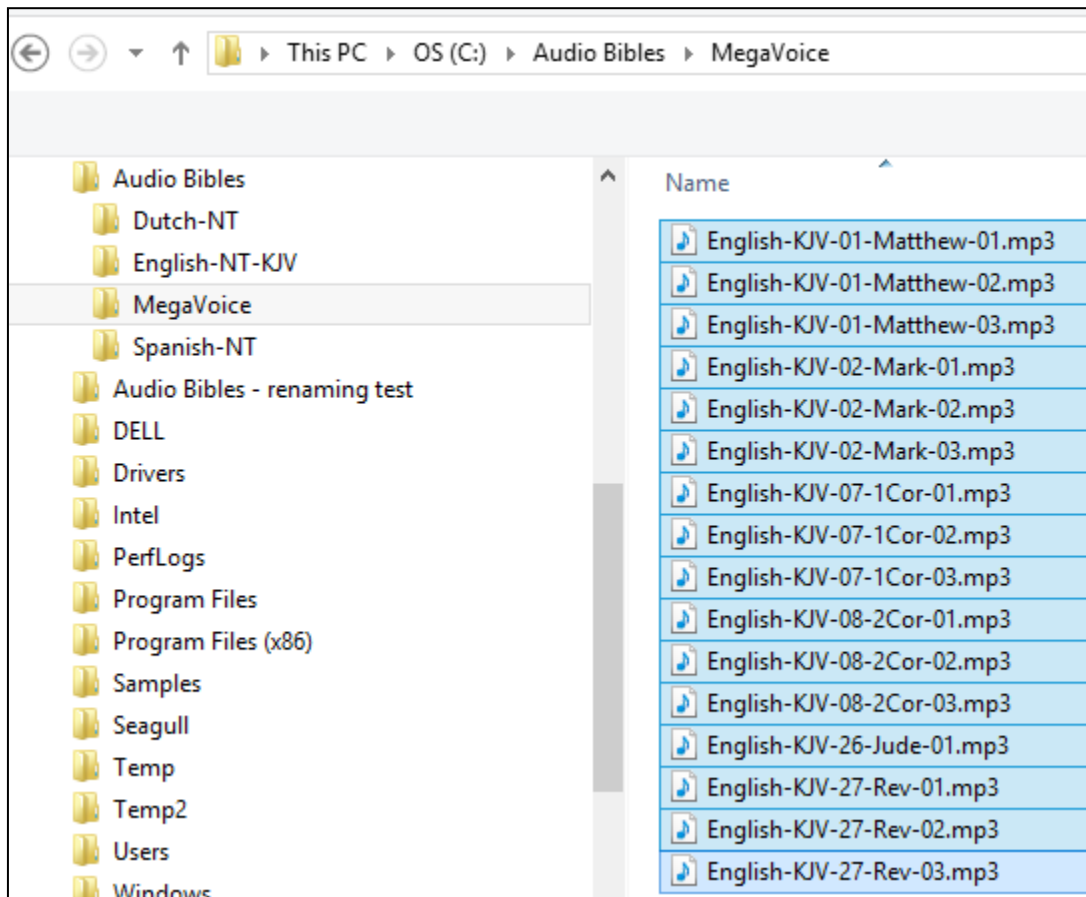 This PC OS (C:) Audio Bibles MegaVoice
Audio Bibles
Dutch-NT
English-NT-KJV
MegaVoice
Spanish-NT
Audio Bibles - renaming test
DELL
Drivers
Intel
PerfLogs
Program Files
Program Files (x86)
Samples
Seagull
Temp
Temp2
Users
Windows
Name
English-KJV-01-Matthew-01.mp3
English-KJV-01-Matthew-02.mp3
English-KJV-01-Matthew-03.mp3
English-KJV-02-Mark-01.mp3
English-KJV-02-Mark-02.mp3
English-KJV-02-Mark-03.mp3
English-KJV-07-1Cor-01.mp3
English-KJV-07-1Cor-02.mp3
English-KJV-07-1Cor-03.mp3
English-KJV-08-2Cor-01.mp3
English-KJV-08-2Cor-02.mp3
English-KJV-08-2Cor-03.mp3
English-KJV-26-Jude-01.mp3
English-KJV-27-Rev-01.mp3
English-KJV-27-Rev-02.mp3
English-KJV-27-Rev-03.mp3